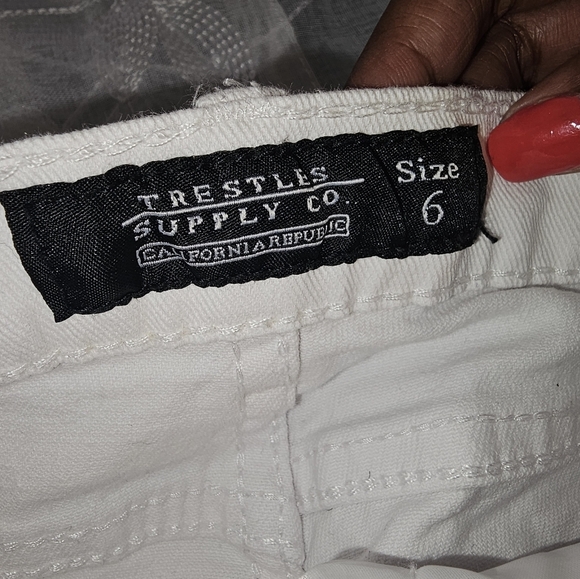 TRESTLES
SUPPLY CO.
CALIFORNIA REPUBLIC
Size
6